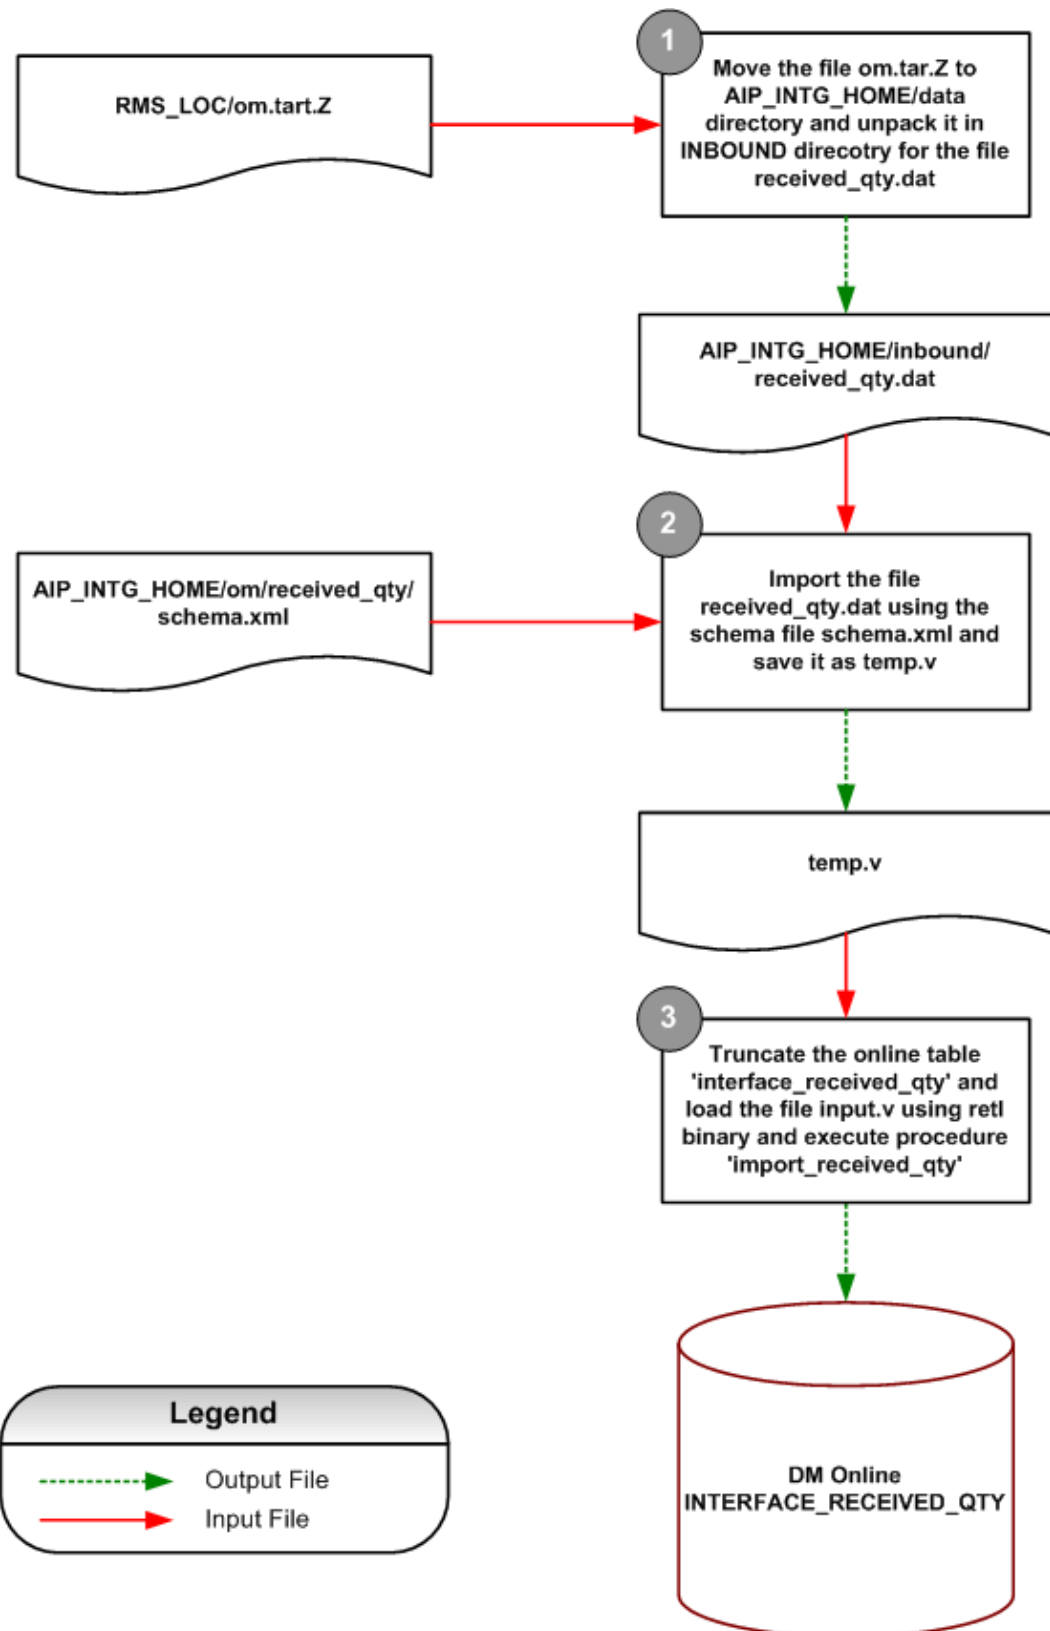 RMS_LOC/om.tart.Z
1
Move the file om.tar.Z to
AIP_INTG_HOME/data
directory and unpack it in
INBOUND direcotry for the file
received_qty.dat
AIP_INTG_HOME/inbound/
received_qty.dat
AIP_INTG_HOME/om/received_qty/
schema.xml
2
Import the file
received_qty.dat using the
schema file schema.xml and
save it as temp.v
temp.v
3
Truncate the online table
'interface_received_qty' and
load the file input.v using retl
binary and execute procedure
'import_received_qty'
DM Online
INTERFACE_RECEIVED_QTY
Legend
Output File
Input File